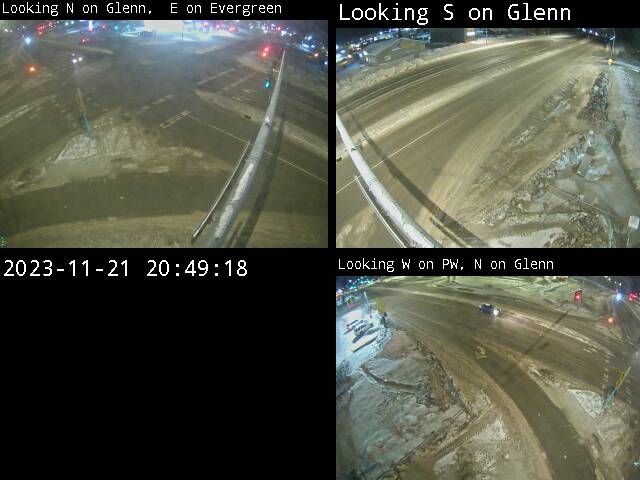 Looking N on Glenn,  E on Evergreen
Looking S on Glenn
2023-11-21 20:49:18
Looking W on PW, N on Glenn